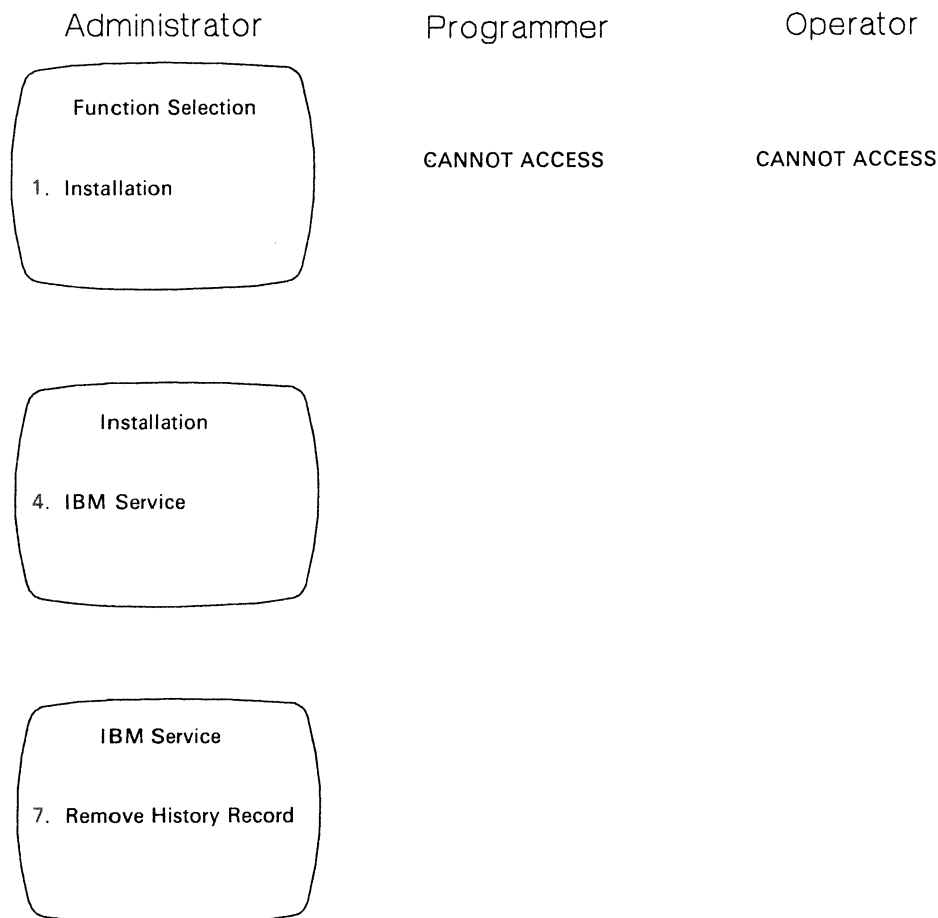 Administrator Programmer Operator
Function Selection
CANNOT ACCESS CANNOT ACCESS
1. Installation
Installation
4. IBM Service
IBM Service
7. Remove History Record